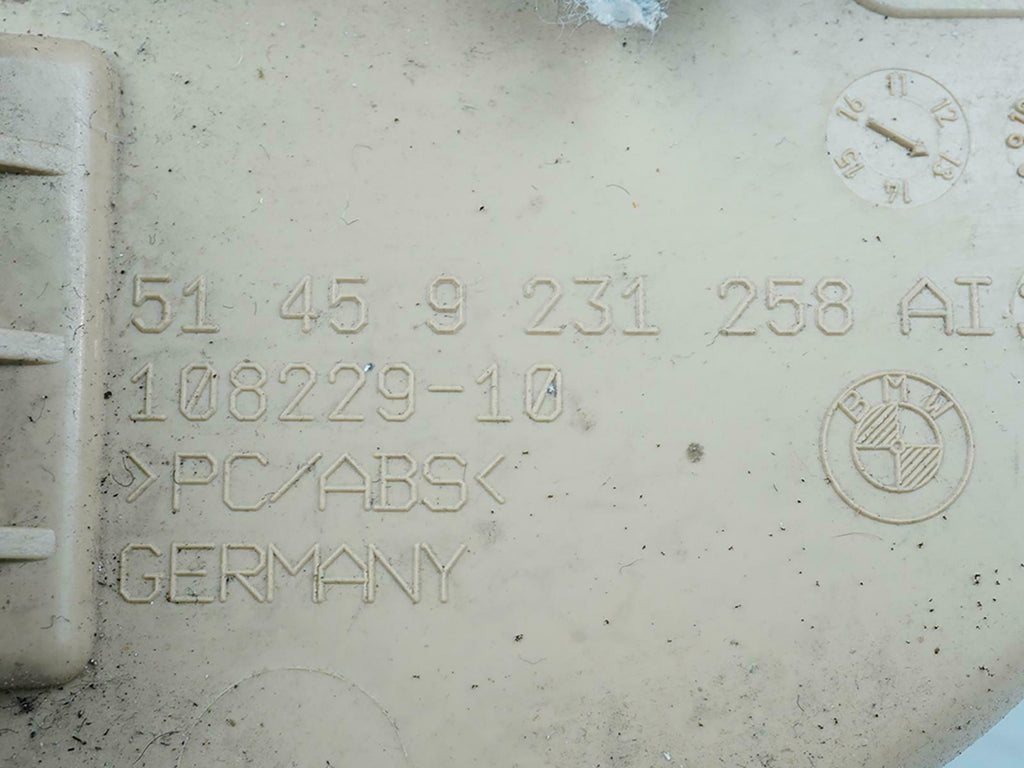 11
16 12
15 13
14
51 45 9 231 258 AI
108229-10
BMW
>PC/ABS<
GERMANY